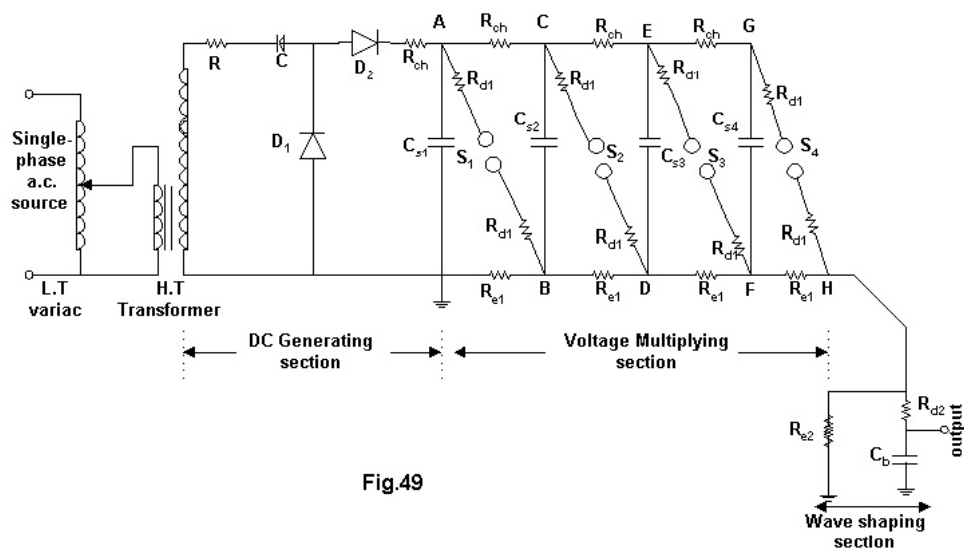 A
R_ch
C
R_ch
E
R_ch
G
R
C
D_2
R_ch
R_d1
R_d1
R_d1
R_d1
Single-
phase
a.c.
source
D_1
C_s1
S_1
C_s2
S_2
C_s3
S_3
C_s4
S_4
R_d1
R_d1
R_d1
R_d1
L.T
variac
H.T
Transformer
R_e1
B
R_e1
D
R_e1
F
R_e1
H
DC Generating
section
Voltage Multiplying
section
R_e2
R_d2
C_b
output
Fig.49
Wave shaping
section